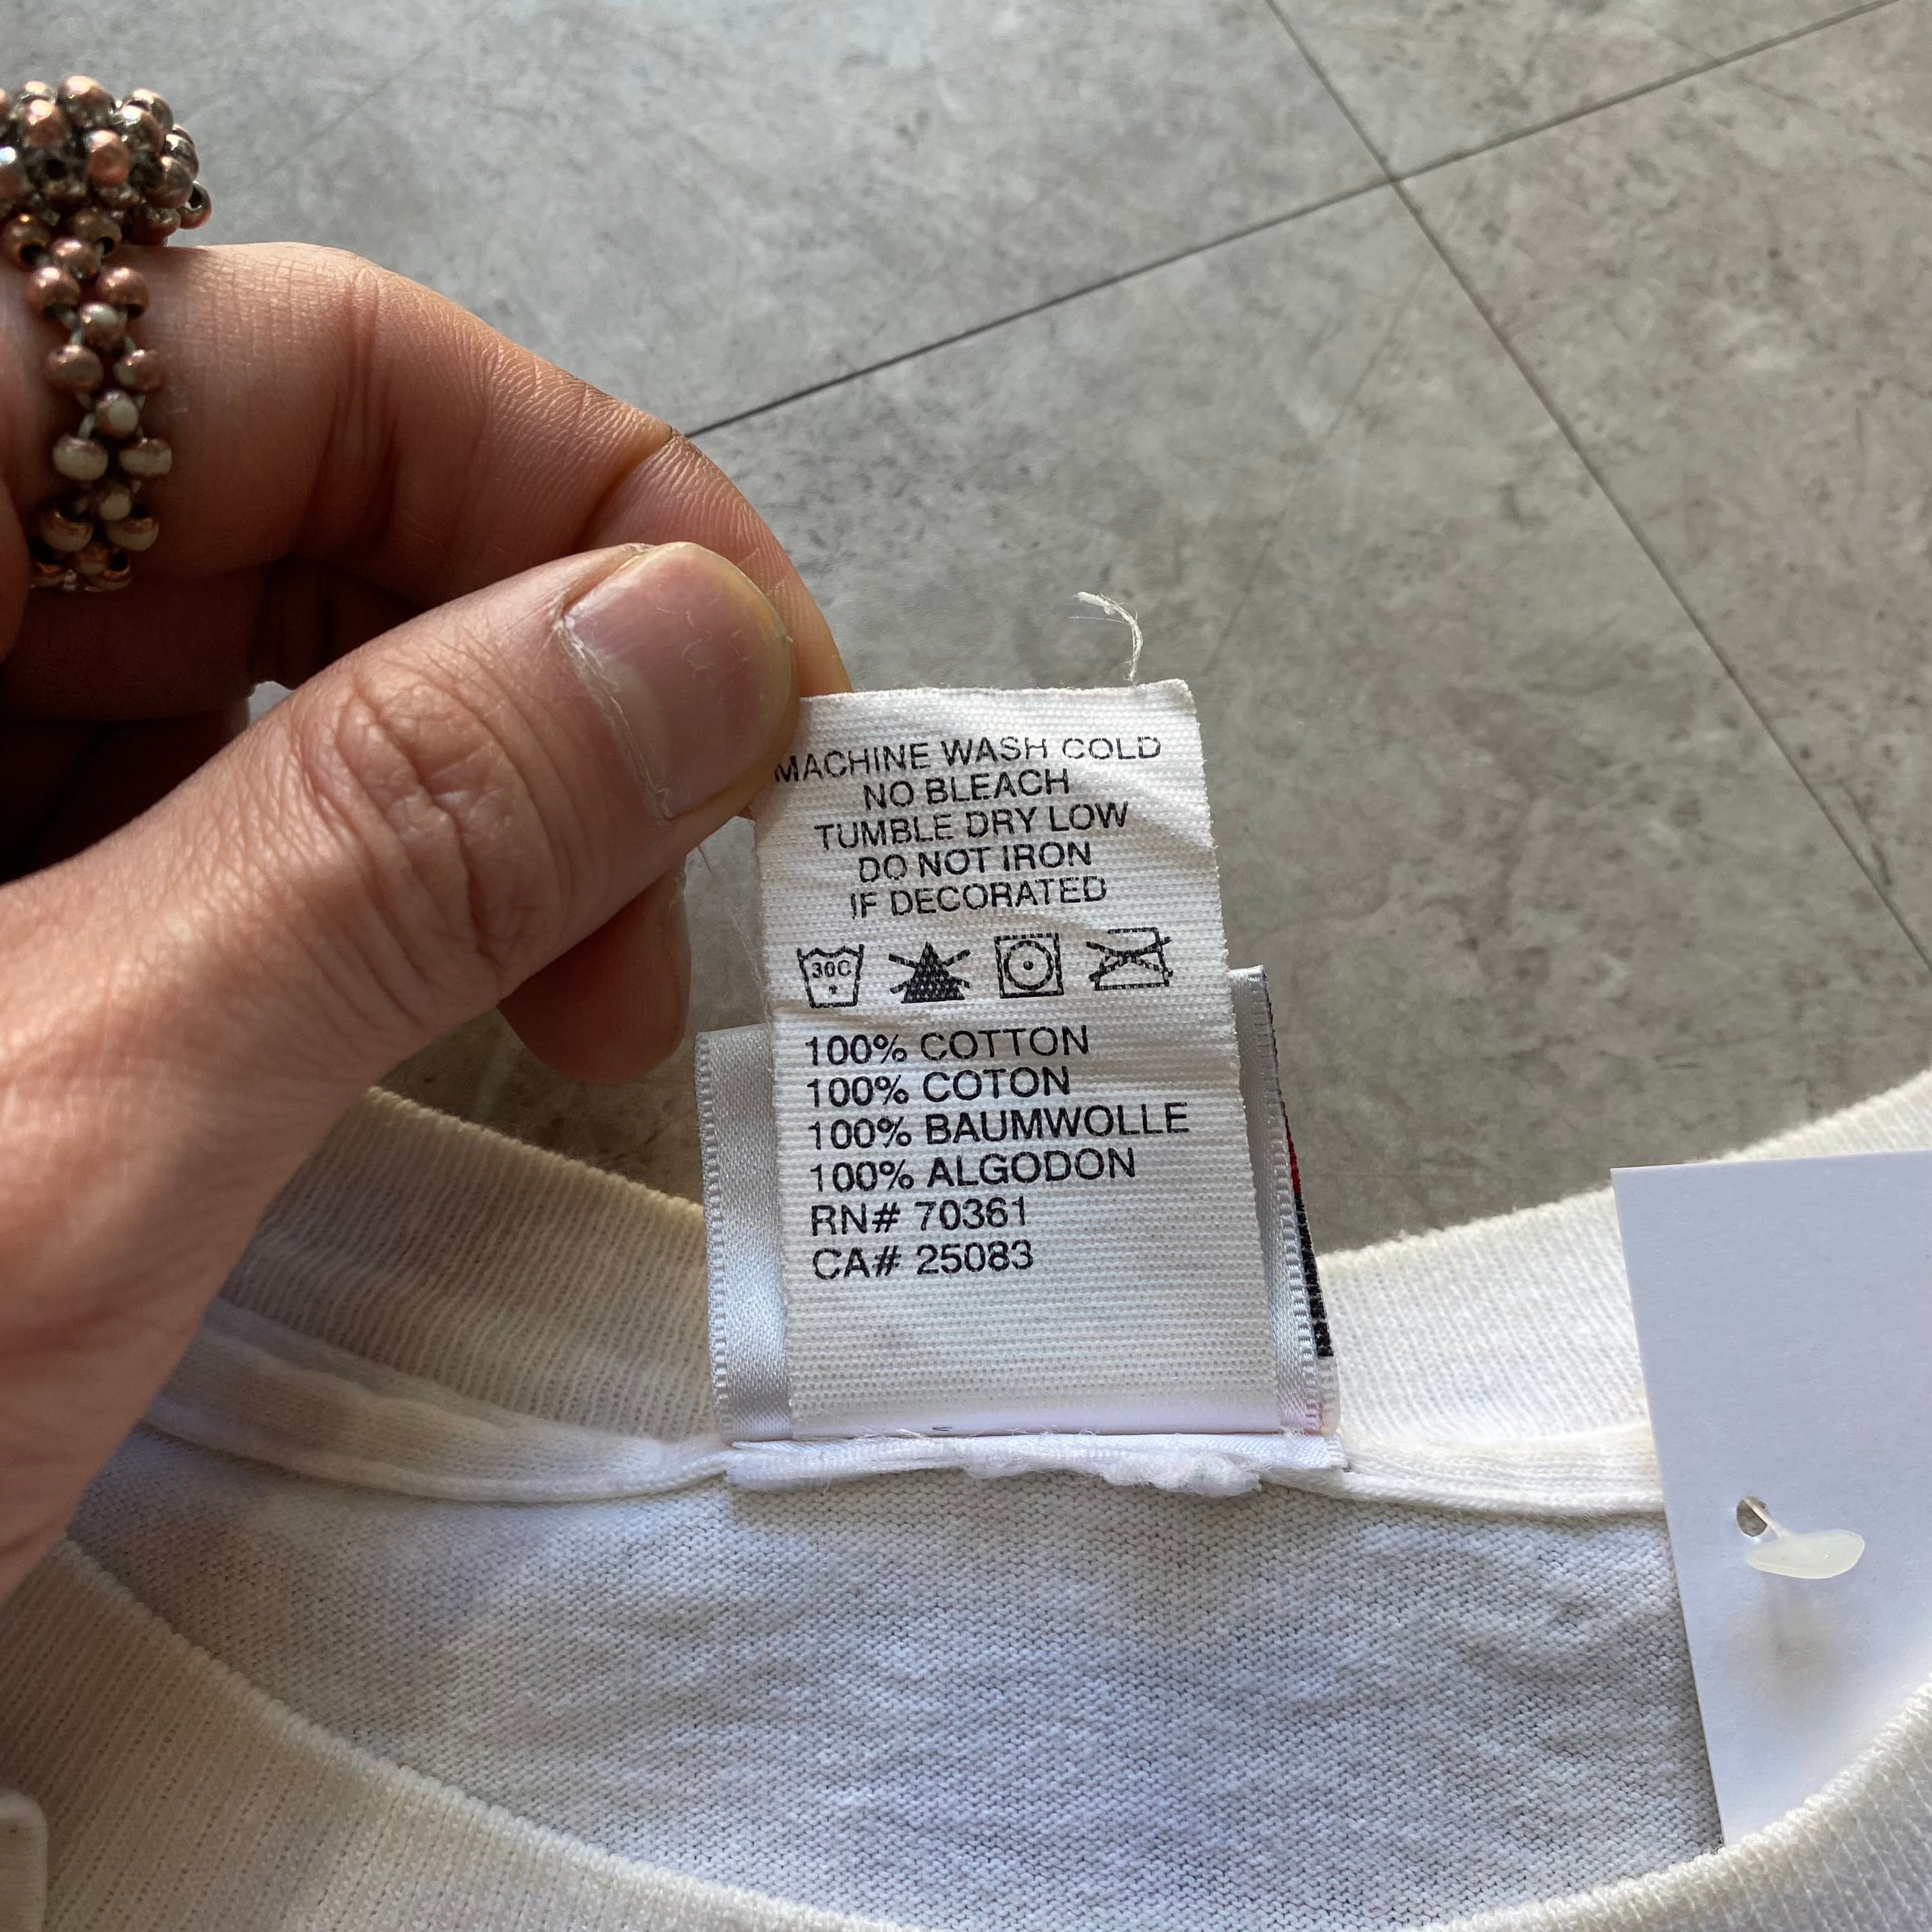 MACHINE WASH COLD
NO BLEACH
TUMBLE DRY LOW
DO NOT IRON
IF DECORATED
30C
100% COTTON
100% COTON
100% BAUMWOLLE
100% ALGODON
RN# 70361
CA# 25083